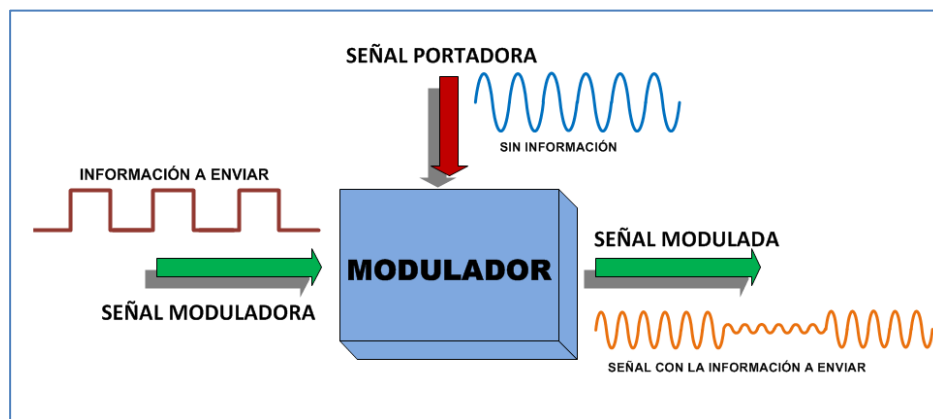 SEÑAL PORTADORA
SIN INFORMACIÓN
INFORMACIÓN A ENVIAR
SEÑAL MODULADORA
MODULADOR
SEÑAL MODULADA
SEÑAL CON LA INFORMACIÓN A ENVIAR